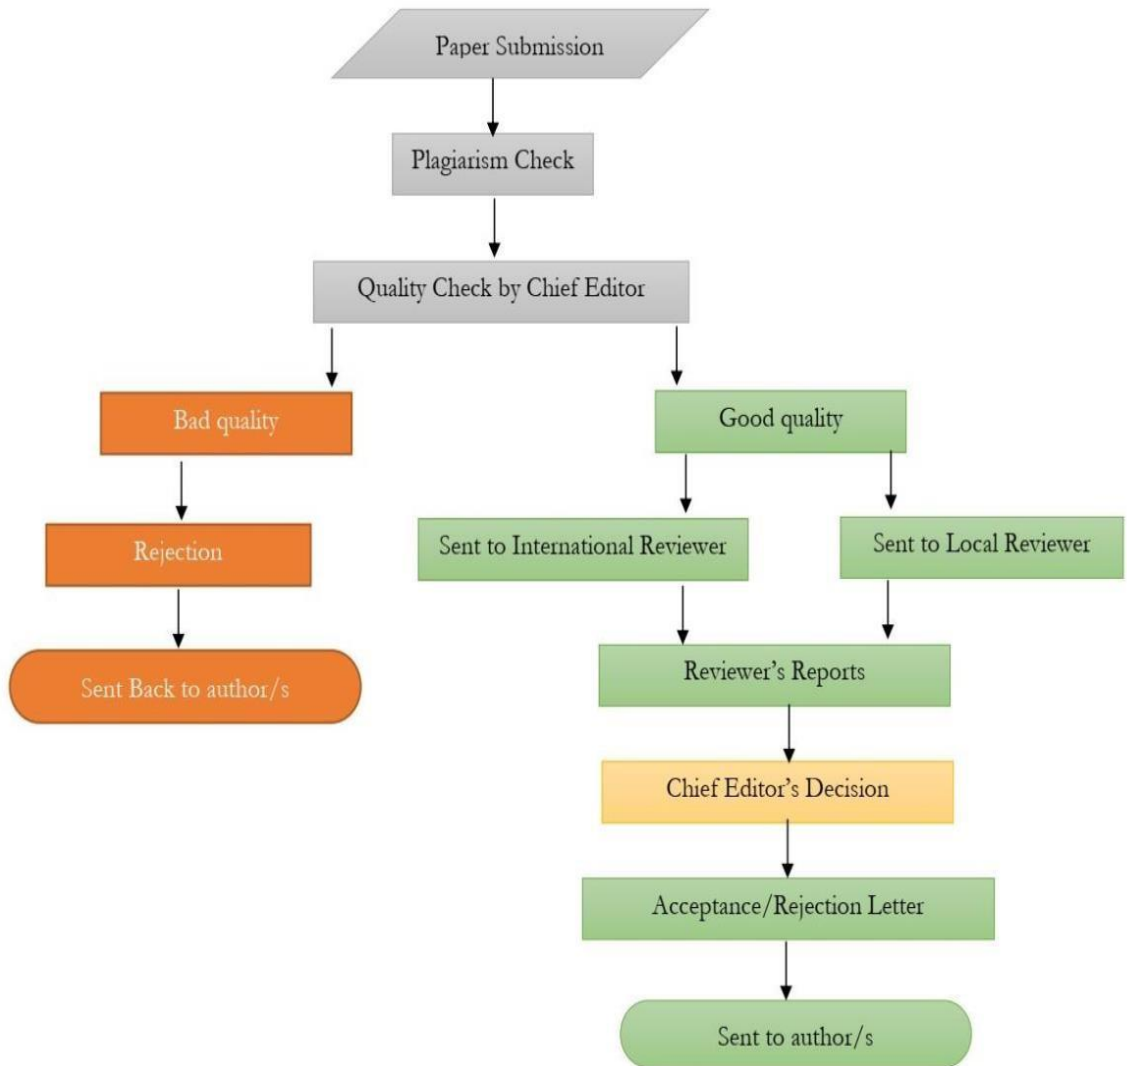 Paper Submission
Plagiarism Check
Quality Check by Chief Editor
Bad quality
Good quality
Rejection
Sent to International Reviewer
Sent to Local Reviewer
Sent Back to author/s
Reviewer’s Reports
Chief Editor’s Decision
Acceptance/Rejection Letter
Sent to author/s